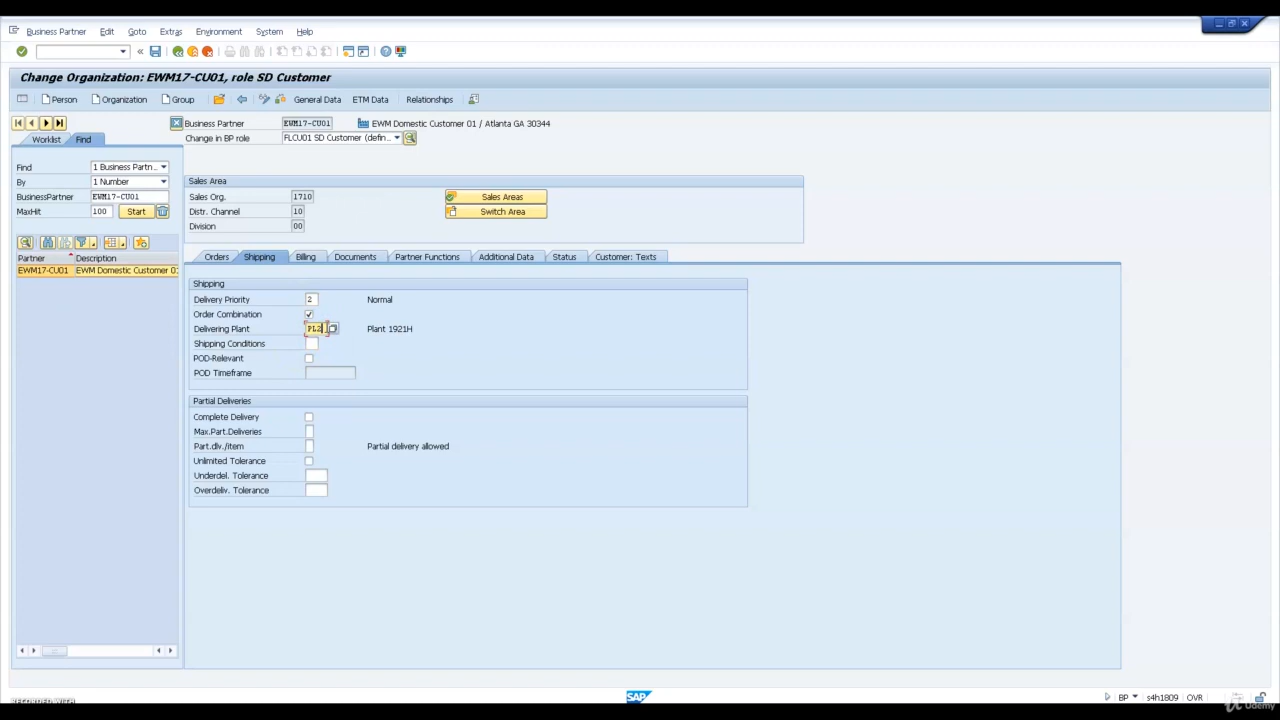 Business Partner Edit Goto Extras Environment System Help
Change Organization: EWM17-CU01, role SD Customer
Person Organization Group General Data ETM Data Relationships
Business Partner EWM17-CU01 EWM Domestic Customer 01 / Atlanta GA 30344
Change in BP role FLCU01 SD Customer (defin...
Worklist Find
Find 1 Business Partn...
By 1 Number
BusinessPartner EWM17-CU01
MaxHit 100 Start
Partner Description
EWM17-CU01 EWM Domestic Customer 0
Sales Area
Sales Org. 1710 Sales Areas
Distr. Channel 10 Switch Area
Division 00
Orders Shipping Billing Documents Partner Functions Additional Data Status Customer: Texts
Shipping
Delivery Priority 2 Normal
Order Combination
Delivering Plant PL2 Plant 1921H
Shipping Conditions
POD-Relevant
POD Timeframe
Partial Deliveries
Complete Delivery
Max.Part.Deliveries
Part.dlv./item Partial delivery allowed
Unlimited Tolerance
Underdel. Tolerance
Overdeliv. Tolerance
RECORDED WITH
SAP
BP s4h1809 OVR
Udemy